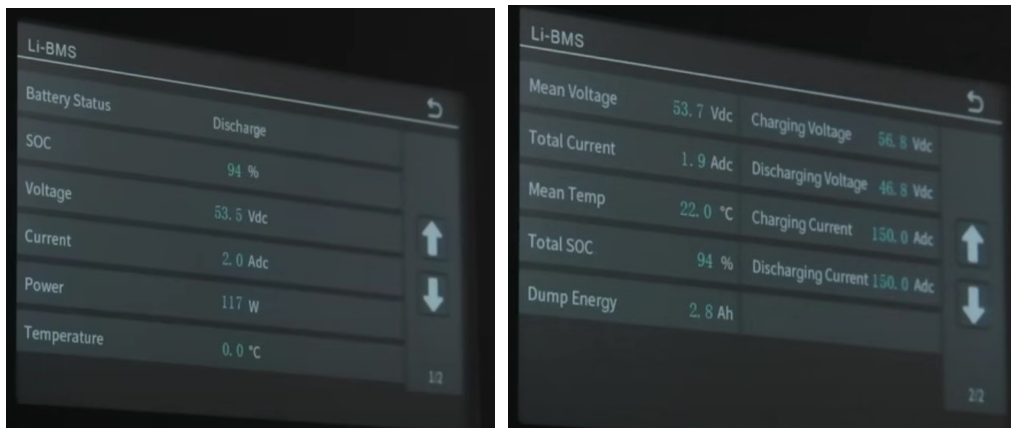 Li-BMS
Battery Status Discharge
SOC 94 %
Voltage 53.5 Vdc
Current 2.0 Adc
Power 117 W
Temperature 0.0 °C
1/2
Li-BMS
Mean Voltage 53.7 Vdc Charging Voltage 56.8 Vdc
Total Current 1.9 Adc Discharging Voltage 46.8 Vdc
Mean Temp 22.0 °C Charging Current 150.0 Adc
Total SOC 94 % Discharging Current 150.0 Adc
Dump Energy 2.8 Ah
2/2